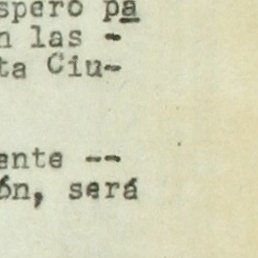 spero pa
n las -
ta Ciu-
ente --
ón, será